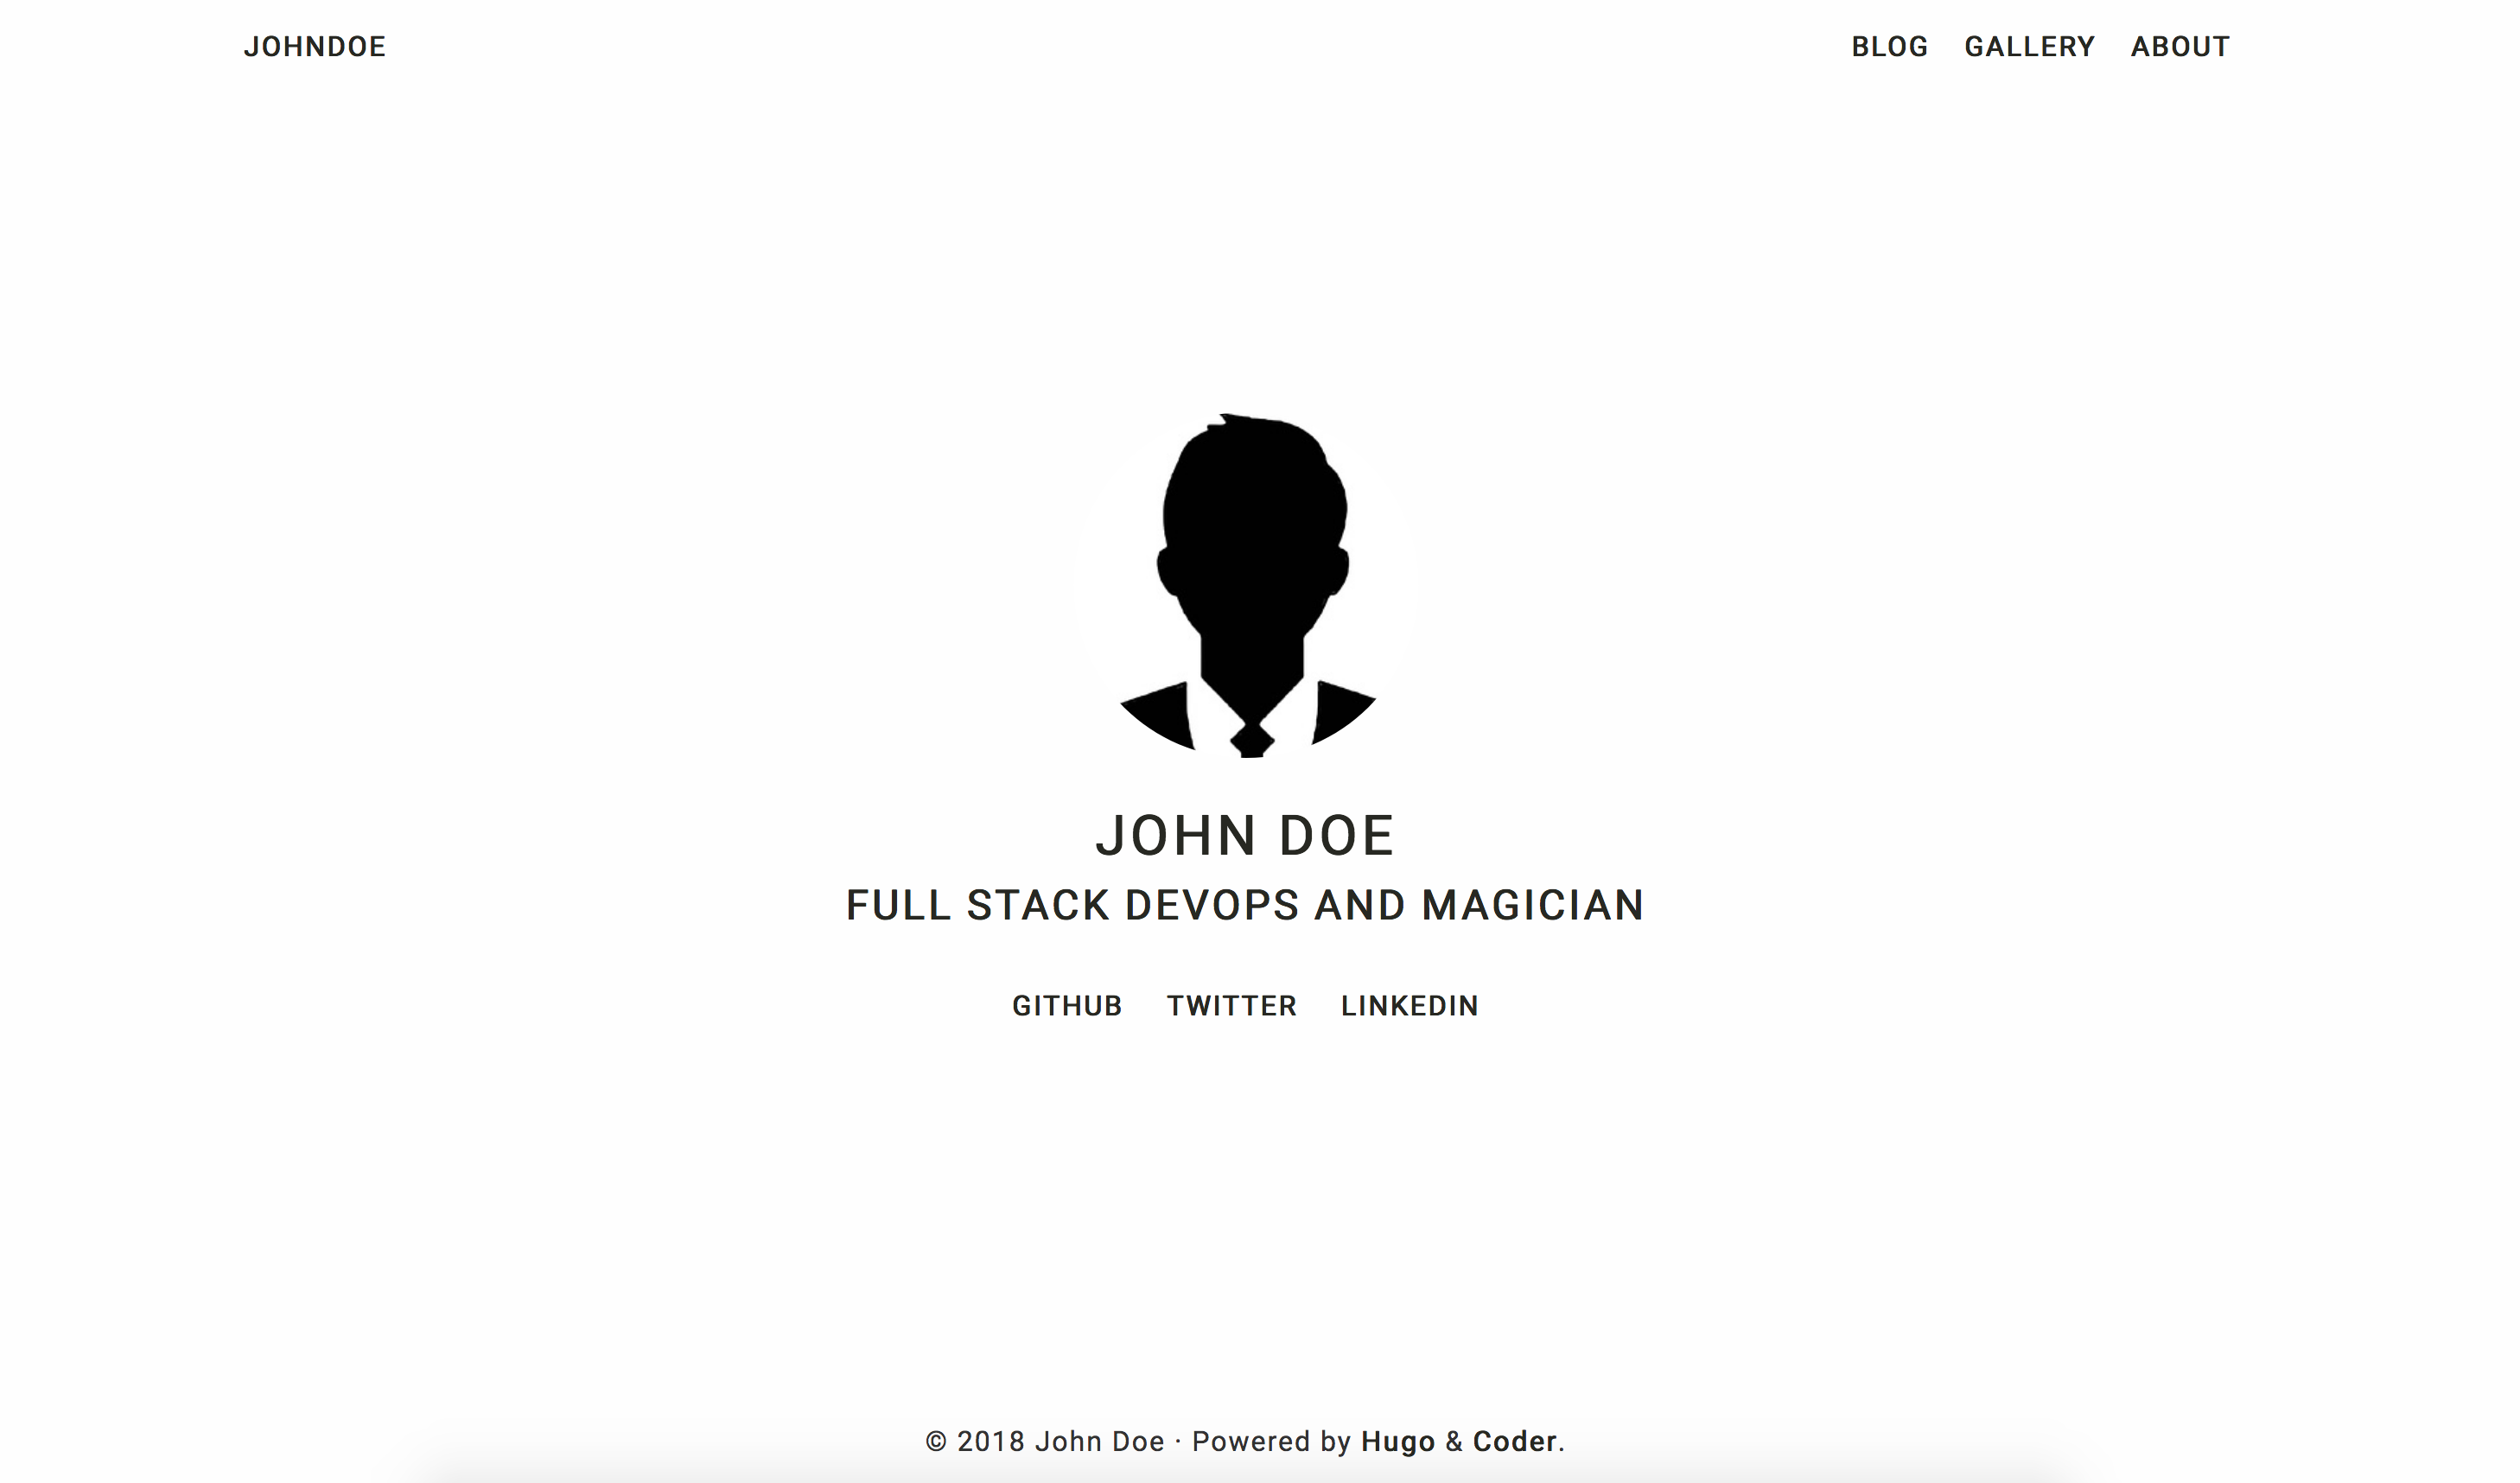 JOHNDOE
BLOG GALLERY ABOUT
JOHN DOE
FULL STACK DEVOPS AND MAGICIAN
GITHUB TWITTER LINKEDIN
© 2018 John Doe · Powered by Hugo & Coder.